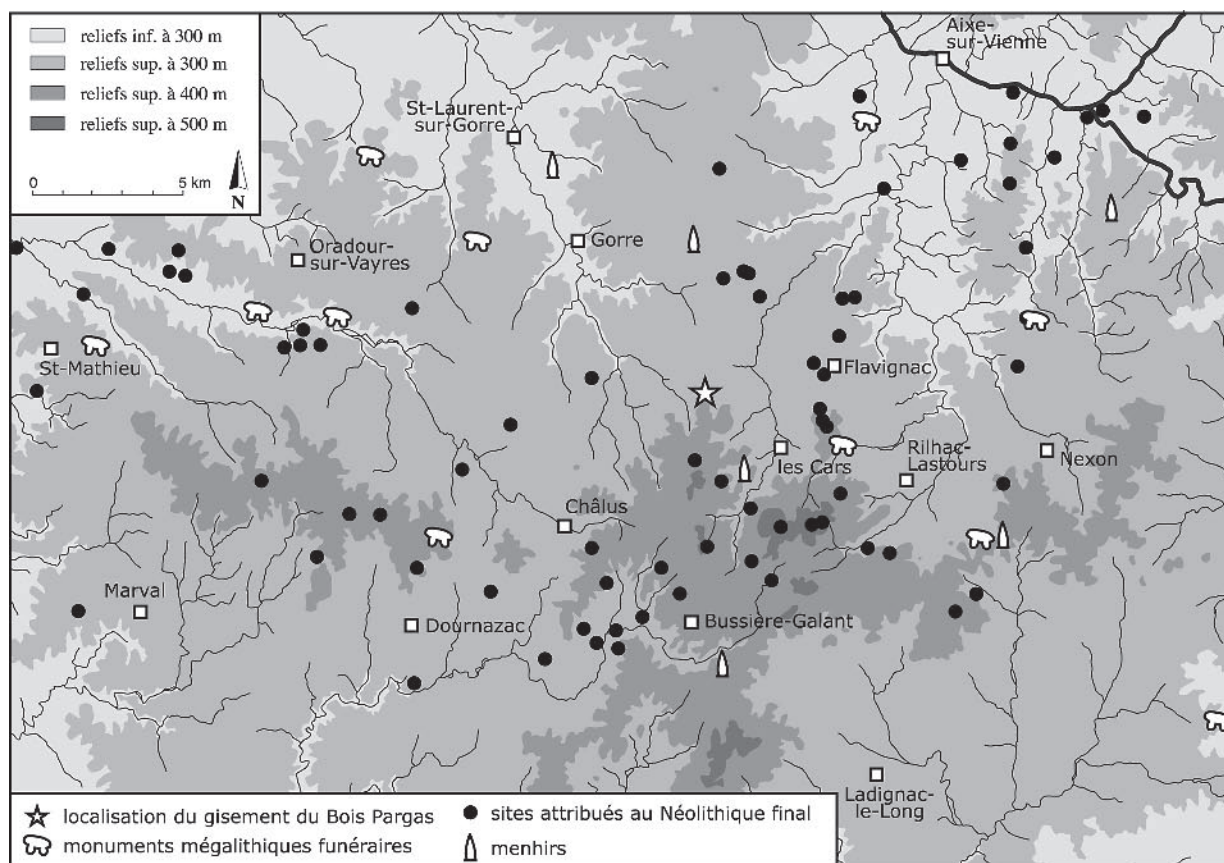 reliefs inf. à 300 m
reliefs sup. à 300 m
reliefs sup. à 400 m
reliefs sup. à 500 m
0 5 km
N
Aixe-
sur-Vienne
St-Laurent-
sur-Gorre
Gorre
Oradour-
sur-Vayres
St-Mathieu
Flavignac
les Cars
Rilhac-
Lastours
Nexon
Châlus
Marval
Dournazac
Bussière-Galant
Ladignac-
le-Long
localisation du gisement du Bois Pargas
sites attribués au Néolithique final
monuments mégalithiques funéraires
menhirs